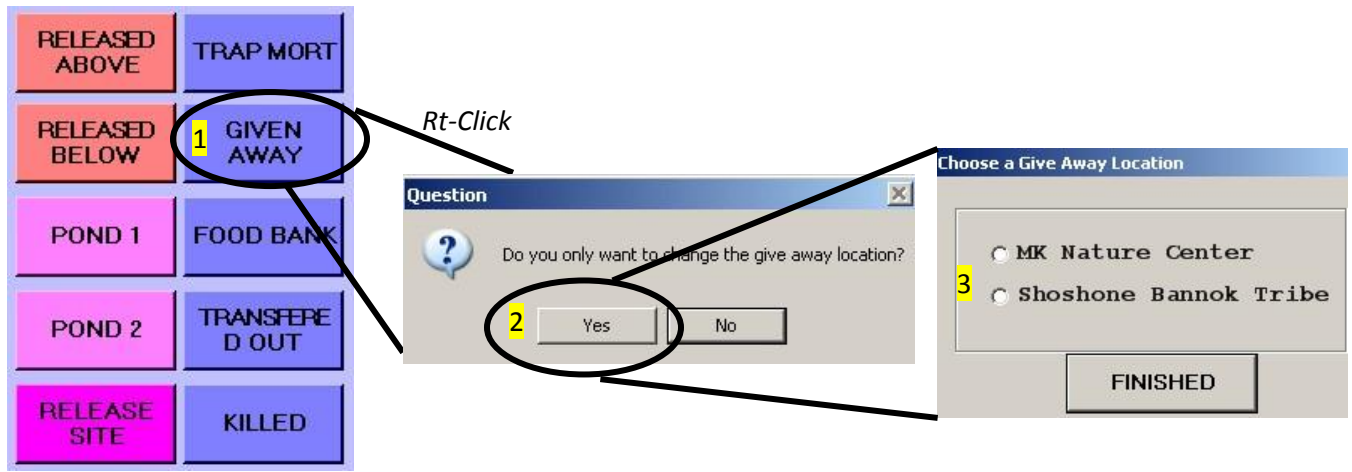 RELEASED
ABOVE
TRAP MORT
RELEASED
BELOW
1
GIVEN
AWAY
POND 1
FOOD BANK
POND 2
TRANSFERE
D OUT
RELEASE
SITE
KILLED
Rt-Click
Question
Do you only want to change the give away location?
2
Yes
No
Choose a Give Away Location
MK Nature Center
3
Shoshone Bannok Tribe
FINISHED